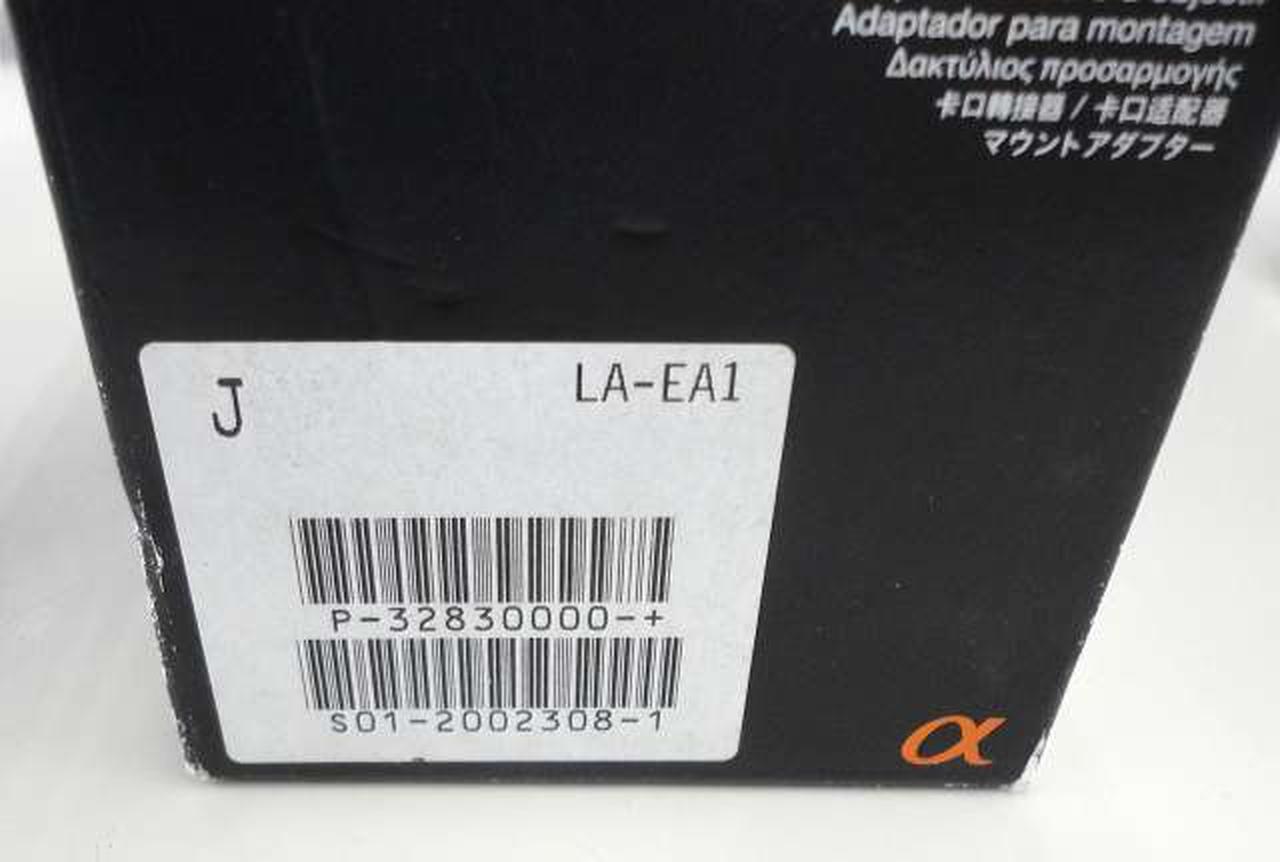 Adaptador para montagem
Δακτύλιος προσαρμογής
卡口轉接器 / 卡口适配器
マウントアダプター
J
LA-EA1
P-32830000-+
S01-2002308-1
α